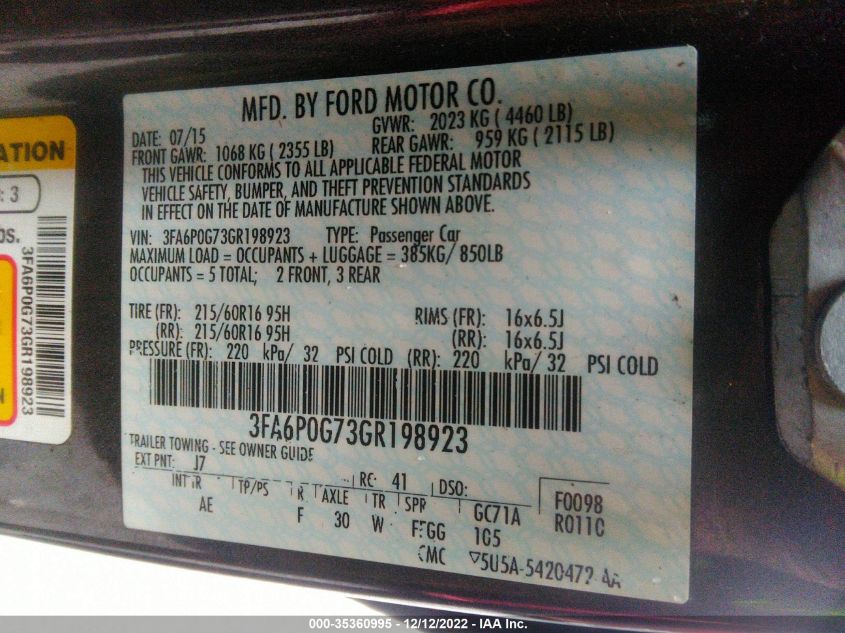 MFD. BY FORD MOTOR CO.
DATE: 07/15 GVWR: 2023 KG ( 4460 LB)
FRONT GAWR: 1068 KG ( 2355 LB) REAR GAWR: 959 KG ( 2115 LB)
THIS VEHICLE CONFORMS TO ALL APPLICABLE FEDERAL MOTOR
VEHICLE SAFETY, BUMPER, AND THEFT PREVENTION STANDARDS
IN EFFECT ON THE DATE OF MANUFACTURE SHOWN ABOVE.
VIN: 3FA6P0G73GR198923 TYPE: Passenger Car
MAXIMUM LOAD = OCCUPANTS + LUGGAGE = 385KG/ 850LB
OCCUPANTS = 5 TOTAL; 2 FRONT, 3 REAR
TIRE (FR): 215/60R16 95H RIMS (FR): 16x6.5J
(RR): 215/60R16 95H (RR): 16x6.5J
PRESSURE (FR): 220 kPa/ 32 PSI COLD (RR): 220 kPa/ 32 PSI COLD
3FA6P0G73GR198923
TRAILER TOWING - SEE OWNER GUIDE
EXT PNT: J7 RC: 41 DSO: F0098
INT TR TP/PS R AXLE TR SPR GC71A R011C
AE F 30 W FFGG 1G5
CMC 5U5A-5420472-AA
ATION
: 3
os.
3FA6P0G73GR198923
N
000-35360995 - 12/12/2022 - IAA Inc.